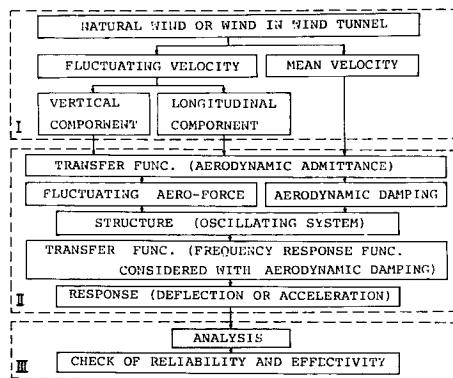 NATURAL WIND OR WIND IN WIND TUNNEL
FLUCTUATING VELOCITY
MEAN VELOCITY
VERTICAL
COMPORNENT
LONGITUDINAL
COMPORNENT
I
TRANSFER FUNC. (AERODYNAMIC ADMITTANCE)
FLUCTUATING AERO-FORCE
AERODYNAMIC DAMPING
STRUCTURE (OSCILLATING SYSTEM)
TRANSFER FUNC. (FREQUENCY RESPONSE FUNC.
CONSIDERED WITH AERODYNAMIC DAMPING)
RESPONSE (DEFLECTION OR ACCELERATION)
II
ANALYSIS
CHECK OF RELIABILITY AND EFFECTIVITY
III